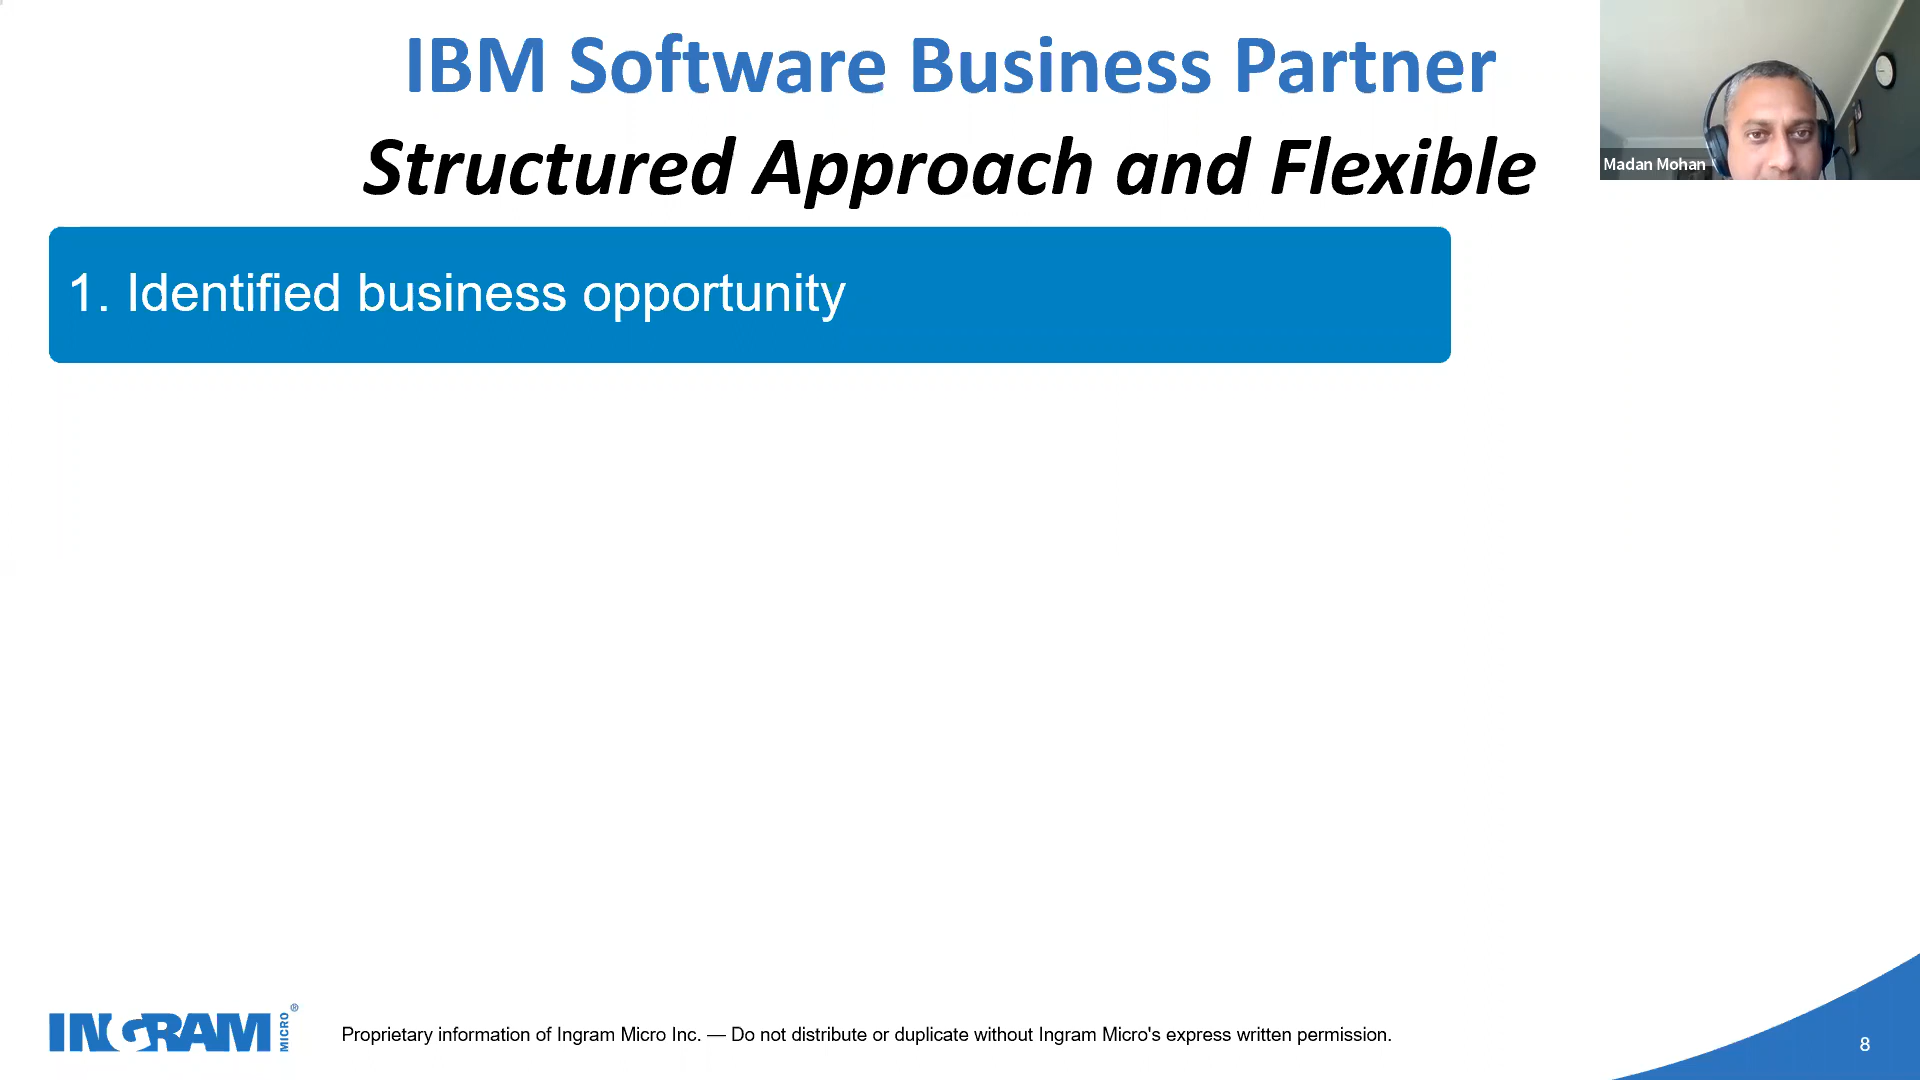 IBM Software Business Partner
Structured Approach and Flexible
Madan Mohan
1. Identified business opportunity
INGRAM MICRO®
Proprietary information of Ingram Micro Inc. — Do not distribute or duplicate without Ingram Micro's express written permission.
8